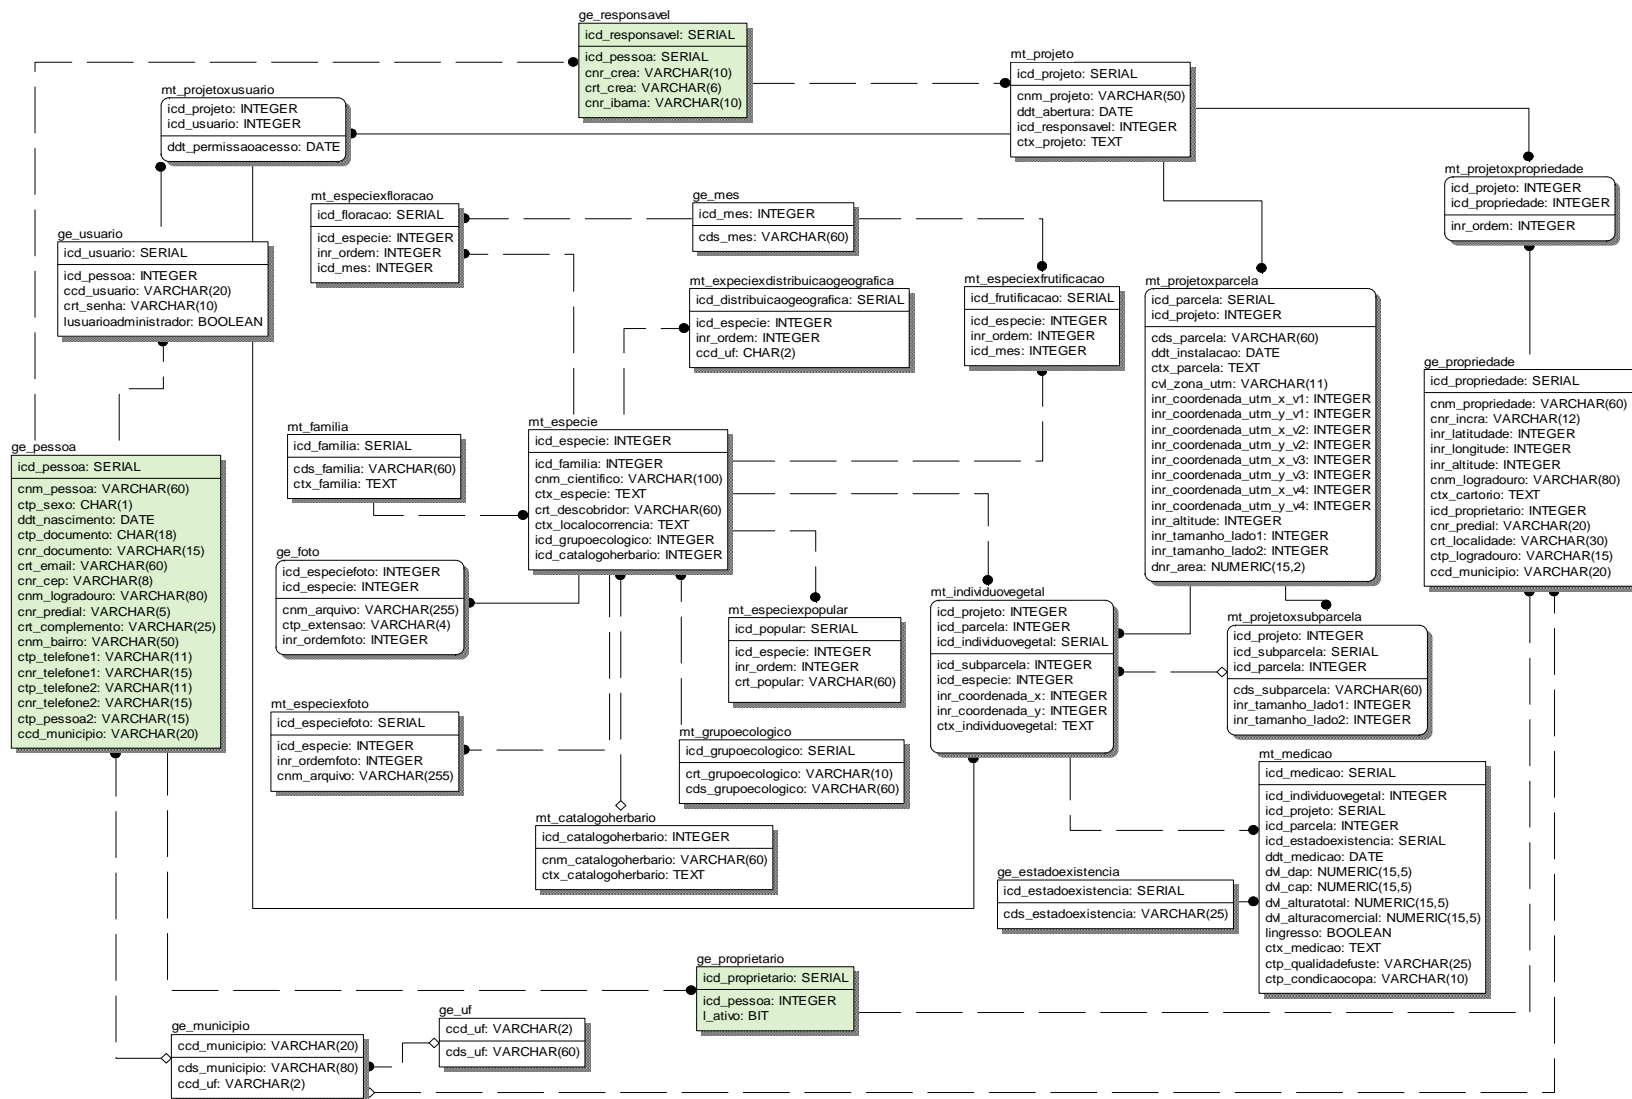 ge_responsavel
icd_responsavel: SERIAL
icd_pessoa: SERIAL
cnr_crea: VARCHAR(10)
crt_crea: VARCHAR(6)
cnr_ibama: VARCHAR(10)
mt_projeto
icd_projeto: SERIAL
cnm_projeto: VARCHAR(50)
ddt_abertura: DATE
icd_responsavel: INTEGER
ctx_projeto: TEXT
mt_projetoxusuario
icd_projeto: INTEGER
icd_usuario: INTEGER
ddt_permissaoacesso: DATE
mt_projetoxpropriedade
icd_projeto: INTEGER
icd_propriedade: INTEGER
inr_ordem: INTEGER
mt_especiexfloracao
icd_floracao: SERIAL
icd_especie: INTEGER
inr_ordem: INTEGER
icd_mes: INTEGER
ge_mes
icd_mes: INTEGER
cds_mes: VARCHAR(60)
ge_usuario
icd_usuario: SERIAL
icd_pessoa: INTEGER
ccd_usuario: VARCHAR(20)
crt_senha: VARCHAR(10)
lusuarioadministrador: BOOLEAN
mt_expeciexdistribuicaogeografica
icd_distribuicaogeografica: SERIAL
icd_especie: INTEGER
inr_ordem: INTEGER
ccd_uf: CHAR(2)
mt_especiexfrutificacao
icd_frutificacao: SERIAL
icd_especie: INTEGER
inr_ordem: INTEGER
icd_mes: INTEGER
mt_projetoxparcela
icd_parcela: SERIAL
icd_projeto: INTEGER
cds_parcela: VARCHAR(60)
ddt_instalacao: DATE
ctx_parcela: TEXT
cvl_zona_utm: VARCHAR(11)
inr_coordenada_utm_x_v1: INTEGER
inr_coordenada_utm_y_v1: INTEGER
inr_coordenada_utm_x_v2: INTEGER
inr_coordenada_utm_y_v2: INTEGER
inr_coordenada_utm_x_v3: INTEGER
inr_coordenada_utm_y_v3: INTEGER
inr_coordenada_utm_x_v4: INTEGER
inr_coordenada_utm_y_v4: INTEGER
inr_altitude: INTEGER
inr_tamanho_lado1: INTEGER
inr_tamanho_lado2: INTEGER
dnr_area: NUMERIC(15,2)
ge_propriedade
icd_propriedade: SERIAL
cnm_propriedade: VARCHAR(60)
cnr_incra: VARCHAR(12)
inr_latitudade: INTEGER
inr_longitude: INTEGER
inr_altitude: INTEGER
cnm_logradouro: VARCHAR(80)
ctx_cartorio: TEXT
icd_proprietario: INTEGER
cnr_predial: VARCHAR(20)
crt_localidade: VARCHAR(30)
ctp_logradouro: VARCHAR(15)
ccd_municipio: VARCHAR(20)
ge_pessoa
icd_pessoa: SERIAL
cnm_pessoa: VARCHAR(60)
ctp_sexo: CHAR(1)
ddt_nascimento: DATE
ctp_documento: CHAR(18)
cnr_documento: VARCHAR(15)
crt_email: VARCHAR(60)
cnr_cep: VARCHAR(8)
cnm_logradouro: VARCHAR(80)
cnr_predial: VARCHAR(5)
crt_complemento: VARCHAR(25)
cnm_bairro: VARCHAR(50)
ctp_telefone1: VARCHAR(11)
cnr_telefone1: VARCHAR(15)
ctp_telefone2: VARCHAR(11)
cnr_telefone2: VARCHAR(15)
ctp_pessoa2: VARCHAR(15)
ccd_municipio: VARCHAR(20)
mt_familia
icd_familia: SERIAL
cds_familia: VARCHAR(60)
ctx_familia: TEXT
mt_especie
icd_especie: INTEGER
icd_familia: INTEGER
cnm_cientifico: VARCHAR(100)
ctx_especie: TEXT
crt_descobridor: VARCHAR(60)
ctx_localocorrencia: TEXT
icd_grupoecologico: INTEGER
icd_catalogoherbario: INTEGER
ge_foto
icd_especiefoto: INTEGER
icd_especie: INTEGER
cnm_arquivo: VARCHAR(255)
ctp_extensao: VARCHAR(4)
inr_ordemfoto: INTEGER
mt_especiexpopular
icd_popular: SERIAL
icd_especie: INTEGER
inr_ordem: INTEGER
crt_popular: VARCHAR(60)
mt_individuovegetal
icd_projeto: INTEGER
icd_parcela: INTEGER
icd_individuovegetal: SERIAL
icd_subparcela: INTEGER
icd_especie: INTEGER
inr_coordenada_x: INTEGER
inr_coordenada_y: INTEGER
ctx_individuovegetal: TEXT
mt_projetoxsubparcela
icd_projeto: INTEGER
icd_subparcela: SERIAL
icd_parcela: INTEGER
cds_subparcela: VARCHAR(60)
inr_tamanho_lado1: INTEGER
inr_tamanho_lado2: INTEGER
mt_especiexfoto
icd_especiefoto: SERIAL
icd_especie: INTEGER
inr_ordemfoto: INTEGER
cnm_arquivo: VARCHAR(255)
mt_grupoecologico
icd_grupoecologico: SERIAL
crt_grupoecologico: VARCHAR(10)
cds_grupoecologico: VARCHAR(60)
mt_medicao
icd_medicao: SERIAL
icd_individuovegetal: INTEGER
icd_projeto: SERIAL
icd_parcela: INTEGER
icd_estadoexistencia: SERIAL
ddt_medicao: DATE
dvl_dap: NUMERIC(15,5)
dvl_cap: NUMERIC(15,5)
dvl_alturatotal: NUMERIC(15,5)
dvl_alturacomercial: NUMERIC(15,5)
lingresso: BOOLEAN
ctx_medicao: TEXT
ctp_qualidadefuste: VARCHAR(25)
ctp_condicaocopa: VARCHAR(10)
mt_catalogoherbario
icd_catalogoherbario: INTEGER
cnm_catalogoherbario: VARCHAR(60)
ctx_catalogoherbario: TEXT
ge_estadoexistencia
icd_estadoexistencia: SERIAL
cds_estadoexistencia: VARCHAR(25)
ge_proprietario
icd_proprietario: SERIAL
icd_pessoa: INTEGER
l_ativo: BIT
ge_municipio
ccd_municipio: VARCHAR(20)
cds_municipio: VARCHAR(80)
ccd_uf: VARCHAR(2)
ge_uf
ccd_uf: VARCHAR(2)
cds_uf: VARCHAR(60)